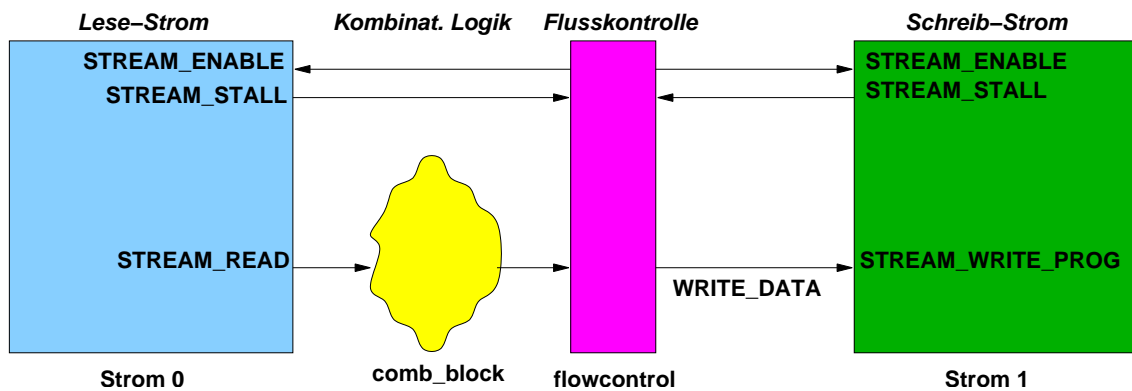 Lese–Strom
Kombinat. Logik
Flusskontrolle
Schreib–Strom
STREAM_ENABLE
STREAM_ENABLE
STREAM_STALL
STREAM_STALL
STREAM_READ
STREAM_WRITE_PROG
WRITE_DATA
Strom 0
comb_block
flowcontrol
Strom 1